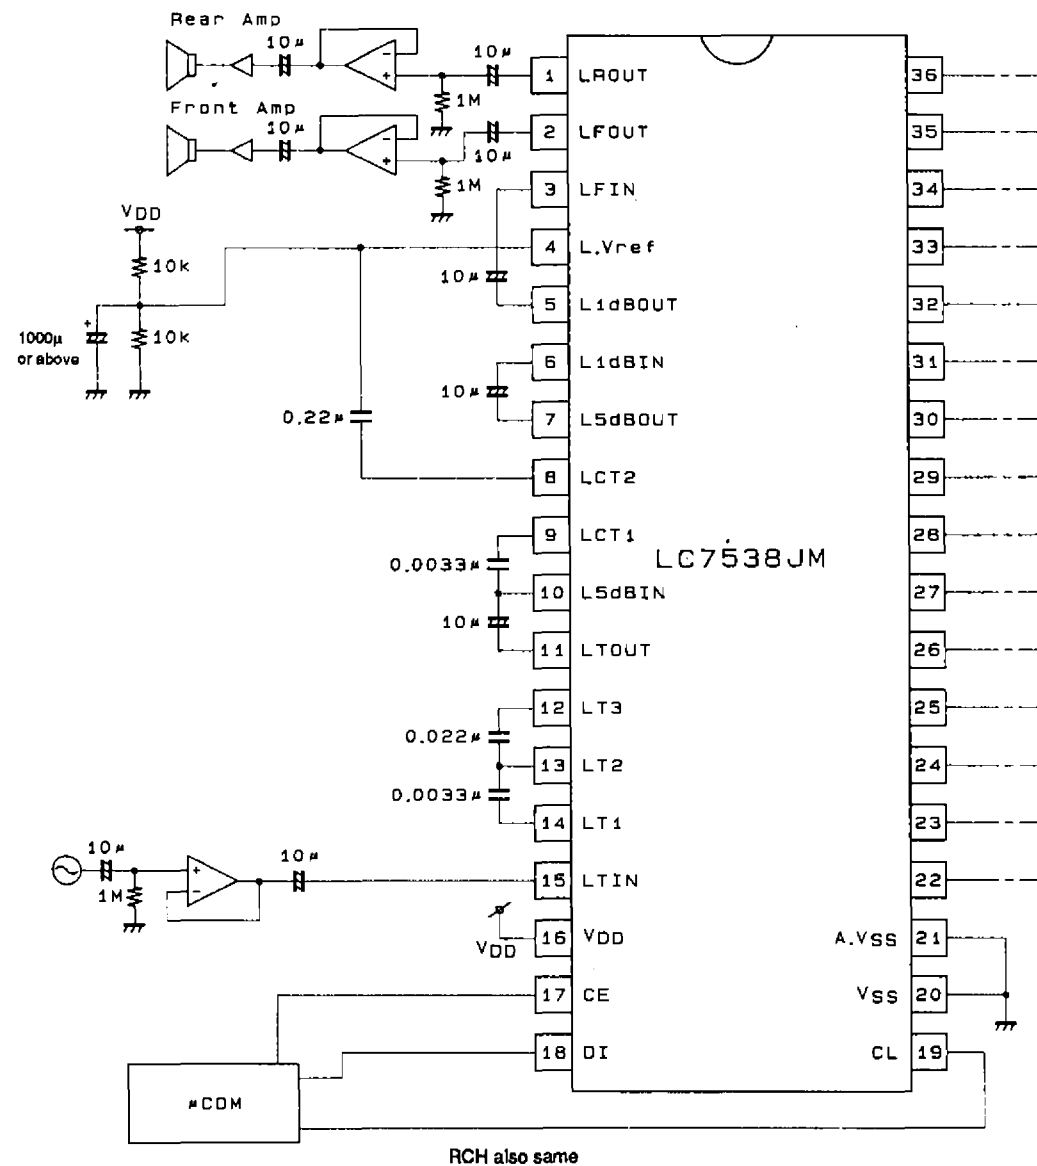 Rear Amp
10μ
10μ
1 LROUT 36
1M
Front Amp
10μ
10μ
2 LFOUT 35
1M
3 LFIN 34
VDD
4 L.Vref 33
10k
10μ
5 L1dBOUT 32
1000μ
or above
10k
6 L1dBIN 31
10μ
0.22μ
7 L5dBOUT 30
8 LCT2 29
9 LCT1 28
LC7538JM
0.0033μ
10 L5dBIN 27
10μ
11 LTOUT 26
12 LT3 25
0.022μ
13 LT2 24
0.0033μ
14 LT1 23
10μ
10μ
15 LTIN 22
1M
VDD
16 VDD A.VSS 21
17 CE VSS 20
18 DI CL 19
μCOM
RCH also same